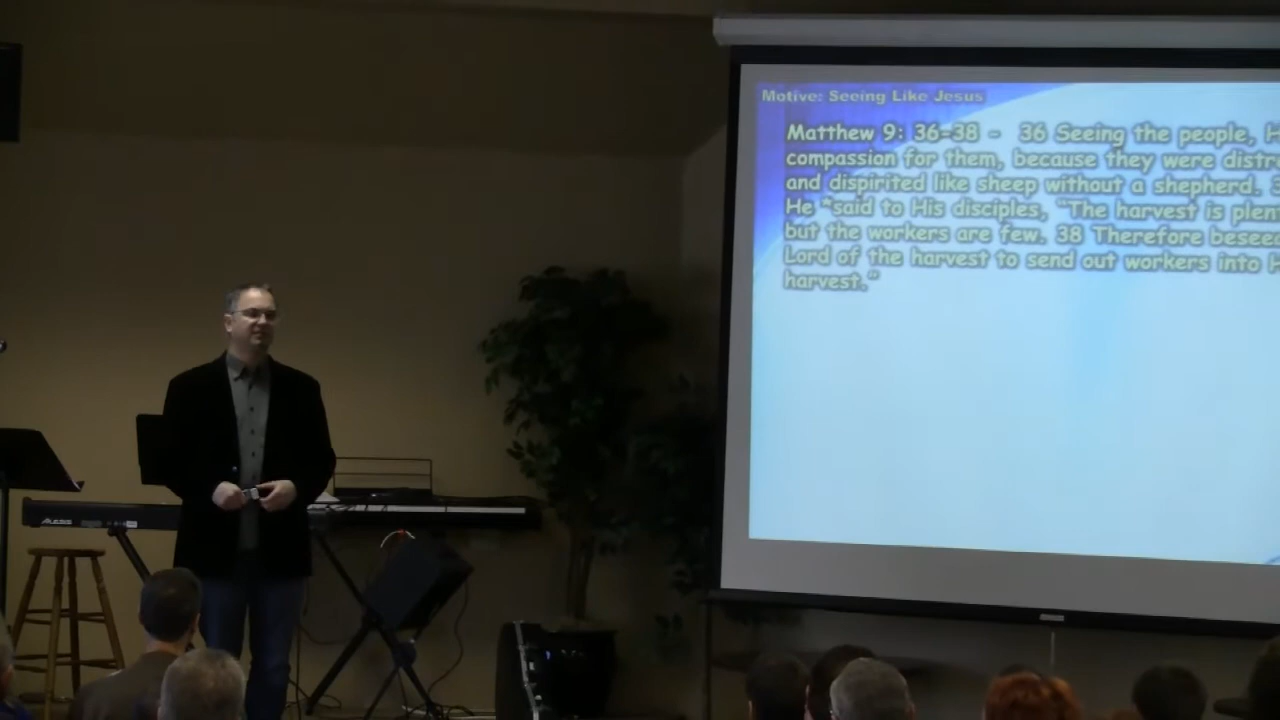 Motive: Seeing Like Jesus
Matthew 9: 36-38 - 36 Seeing the people, H
compassion for them, because they were distre
and dispirited like sheep without a shepherd. 3
He *said to His disciples, "The harvest is plen
but the workers are few. 38 Therefore beseec
Lord of the harvest to send out workers into H
harvest."
ALESIS